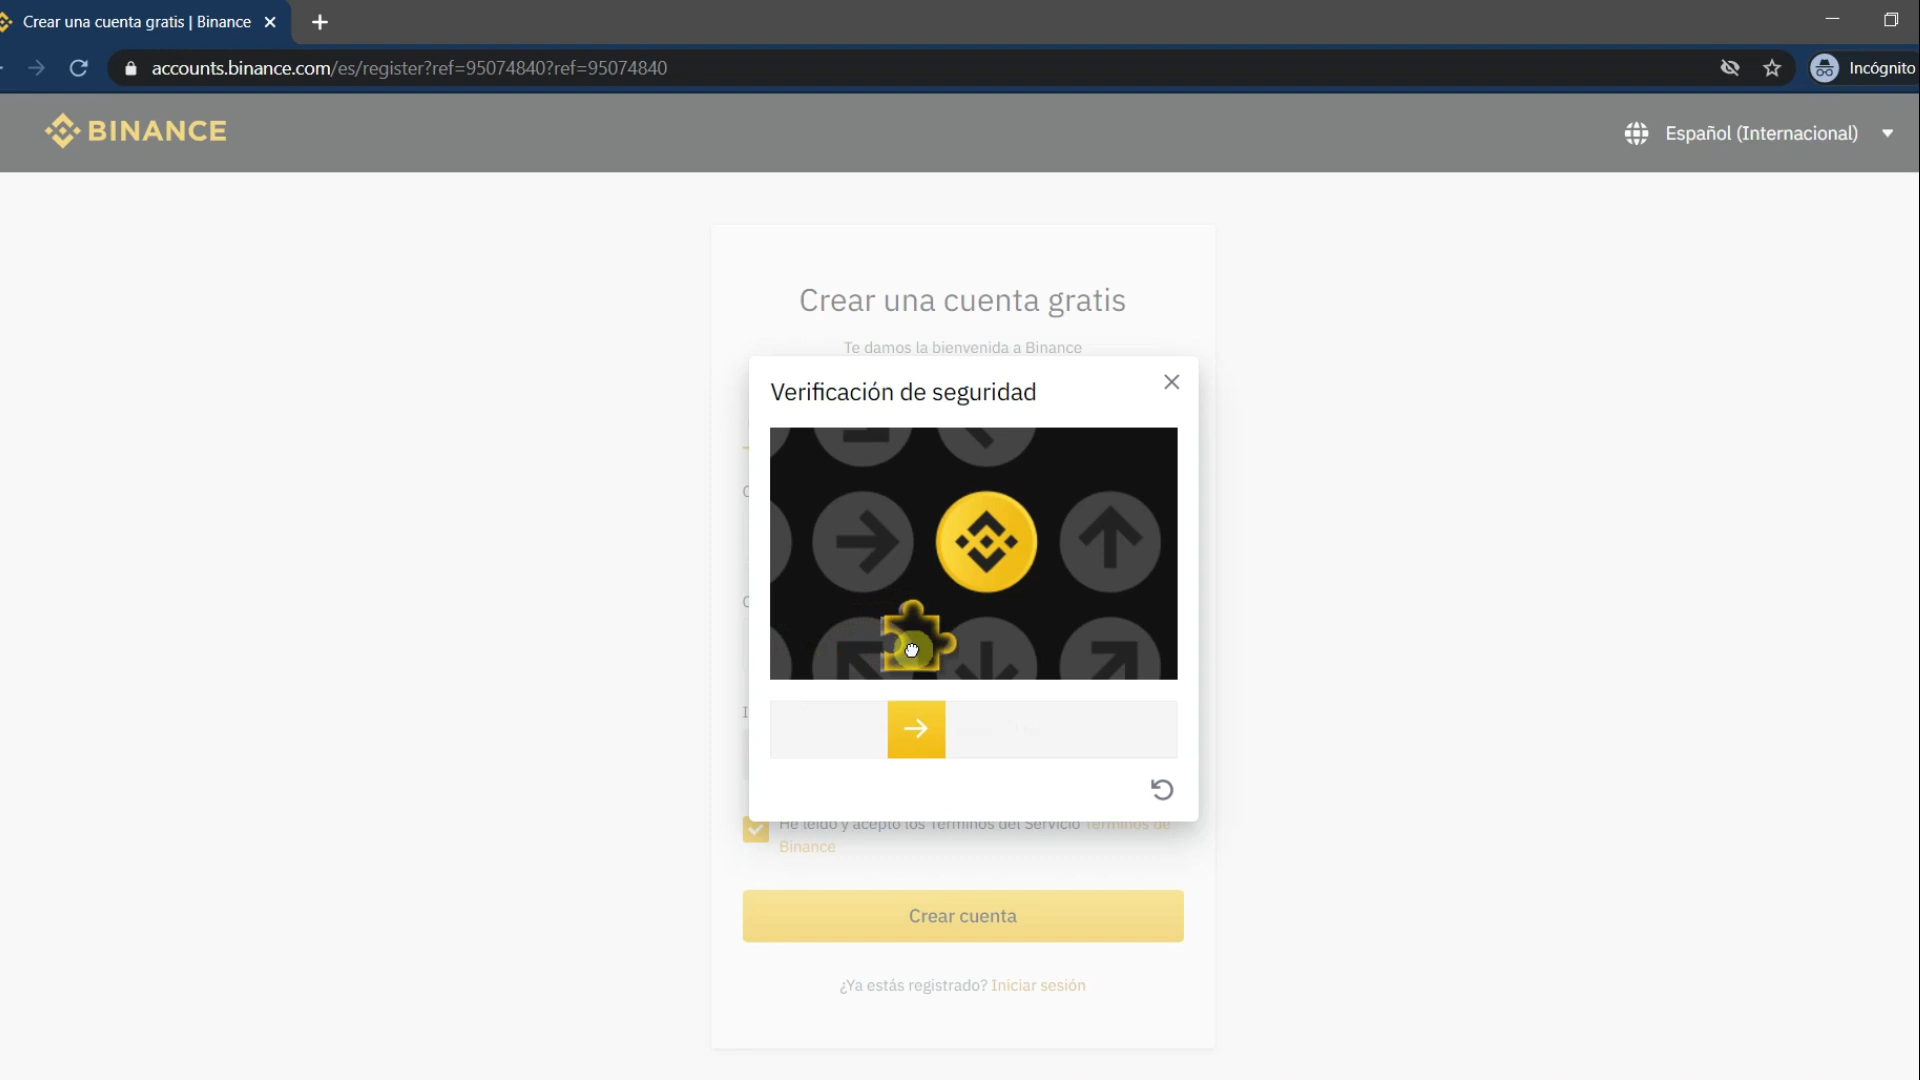 Crear una cuenta gratis | Binance
accounts.binance.com/es/register?ref=95074840?ref=95074840
Incógnito
BINANCE
Español (Internacional)
Crear una cuenta gratis
Te damos la bienvenida a Binance
Verificación de seguridad
He leído y acepto los Términos del Servicio Términos de
Binance
Crear cuenta
¿Ya estás registrado? Iniciar sesión